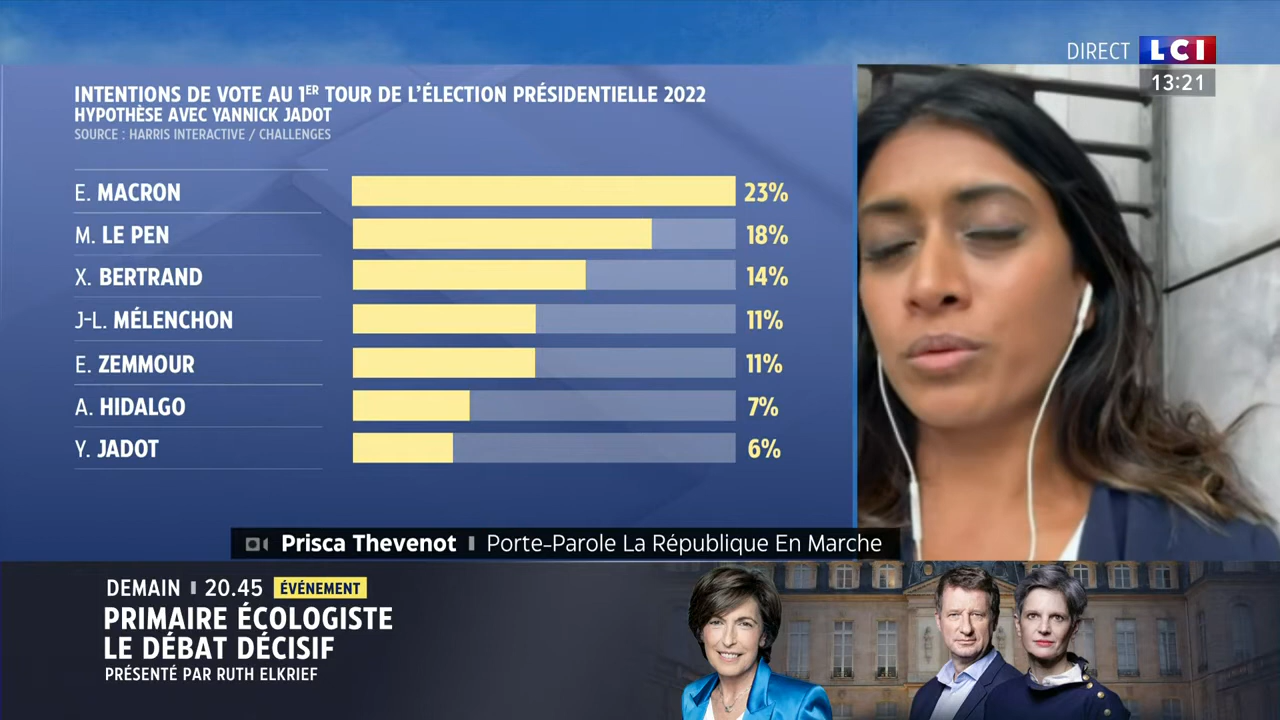 DIRECT LCI
13:21
INTENTIONS DE VOTE AU 1ER TOUR DE L'ÉLECTION PRÉSIDENTIELLE 2022
HYPOTHÈSE AVEC YANNICK JADOT
SOURCE : HARRIS INTERACTIVE / CHALLENGES
E. MACRON 23%
M. LE PEN 18%
X. BERTRAND 14%
J-L. MÉLENCHON 11%
E. ZEMMOUR 11%
A. HIDALGO 7%
Y. JADOT 6%
Prisca Thevenot | Porte-Parole La République En Marche
DEMAIN | 20.45 ÉVÉNEMENT
PRIMAIRE ÉCOLOGISTE
LE DÉBAT DÉCISIF
PRÉSENTÉ PAR RUTH ELKRIEF